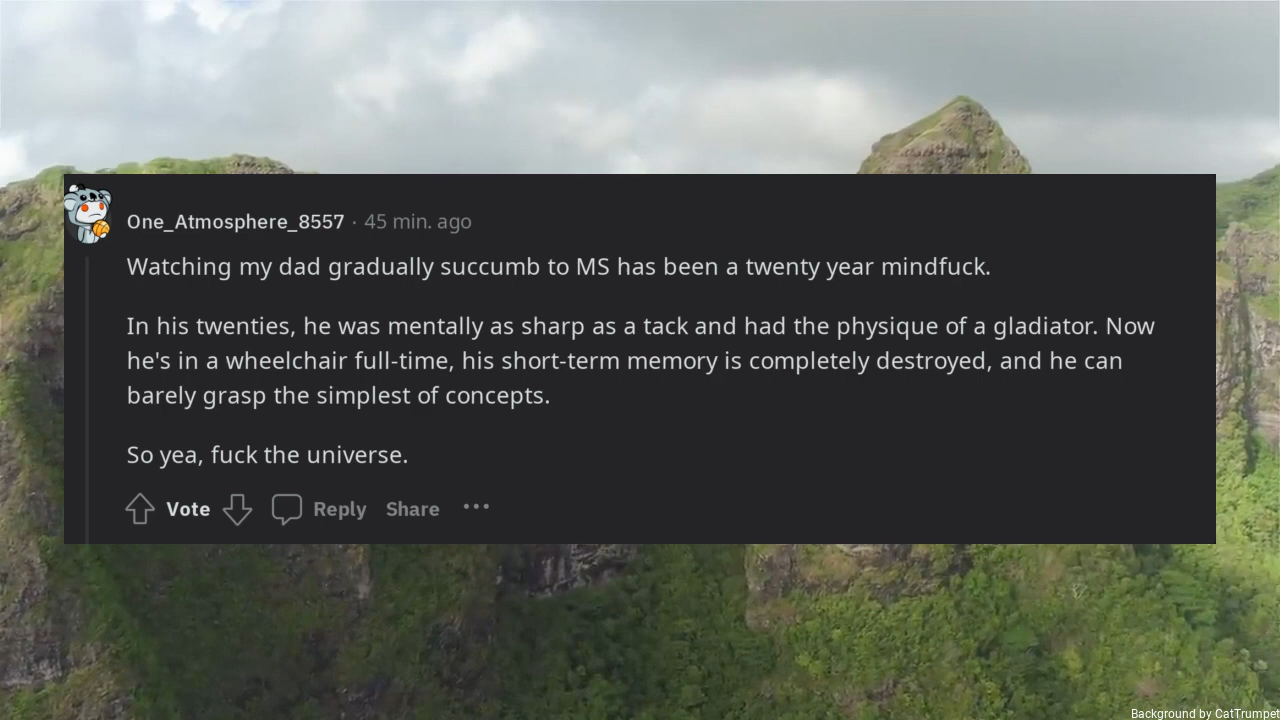 One_Atmosphere_8557 · 45 min. ago
Watching my dad gradually succumb to MS has been a twenty year mindfuck.
In his twenties, he was mentally as sharp as a tack and had the physique of a gladiator. Now
he's in a wheelchair full-time, his short-term memory is completely destroyed, and he can
barely grasp the simplest of concepts.
So yea, fuck the universe.
Vote Reply Share ···
Background by CatTrumpet